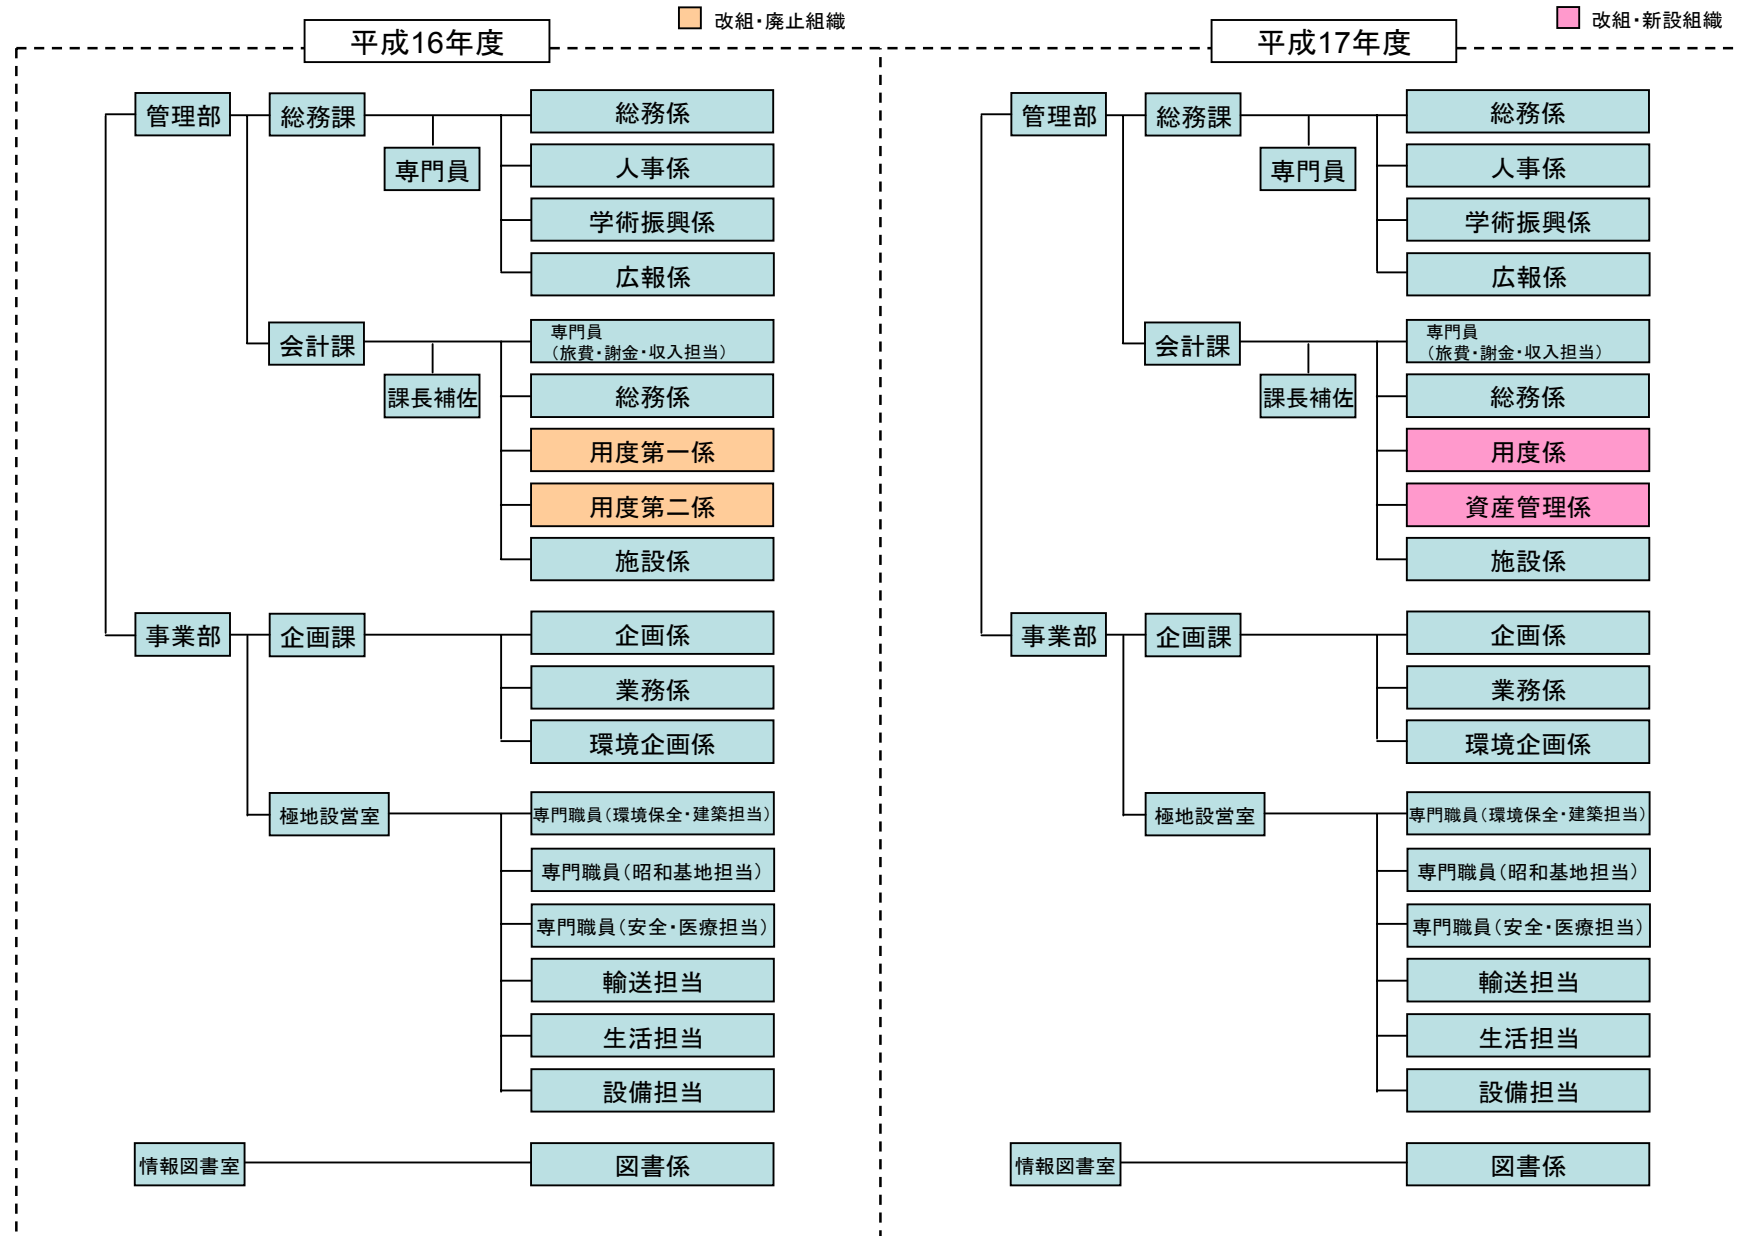 平成16年度
改組・廃止組織
管理部
総務課
専門員
総務係
人事係
学術振興係
広報係
会計課
課長補佐
専門員
（旅費・謝金・収入担当）
総務係
用度第一係
用度第二係
施設係
事業部
企画課
企画係
業務係
環境企画係
極地設営室
専門職員（環境保全・建築担当）
専門職員（昭和基地担当）
専門職員（安全・医療担当）
輸送担当
生活担当
設備担当
情報図書室
図書係
平成17年度
改組・新設組織
管理部
総務課
専門員
総務係
人事係
学術振興係
広報係
会計課
課長補佐
専門員
（旅費・謝金・収入担当）
総務係
用度係
資産管理係
施設係
事業部
企画課
企画係
業務係
環境企画係
極地設営室
専門職員（環境保全・建築担当）
専門職員（昭和基地担当）
専門職員（安全・医療担当）
輸送担当
生活担当
設備担当
情報図書室
図書係